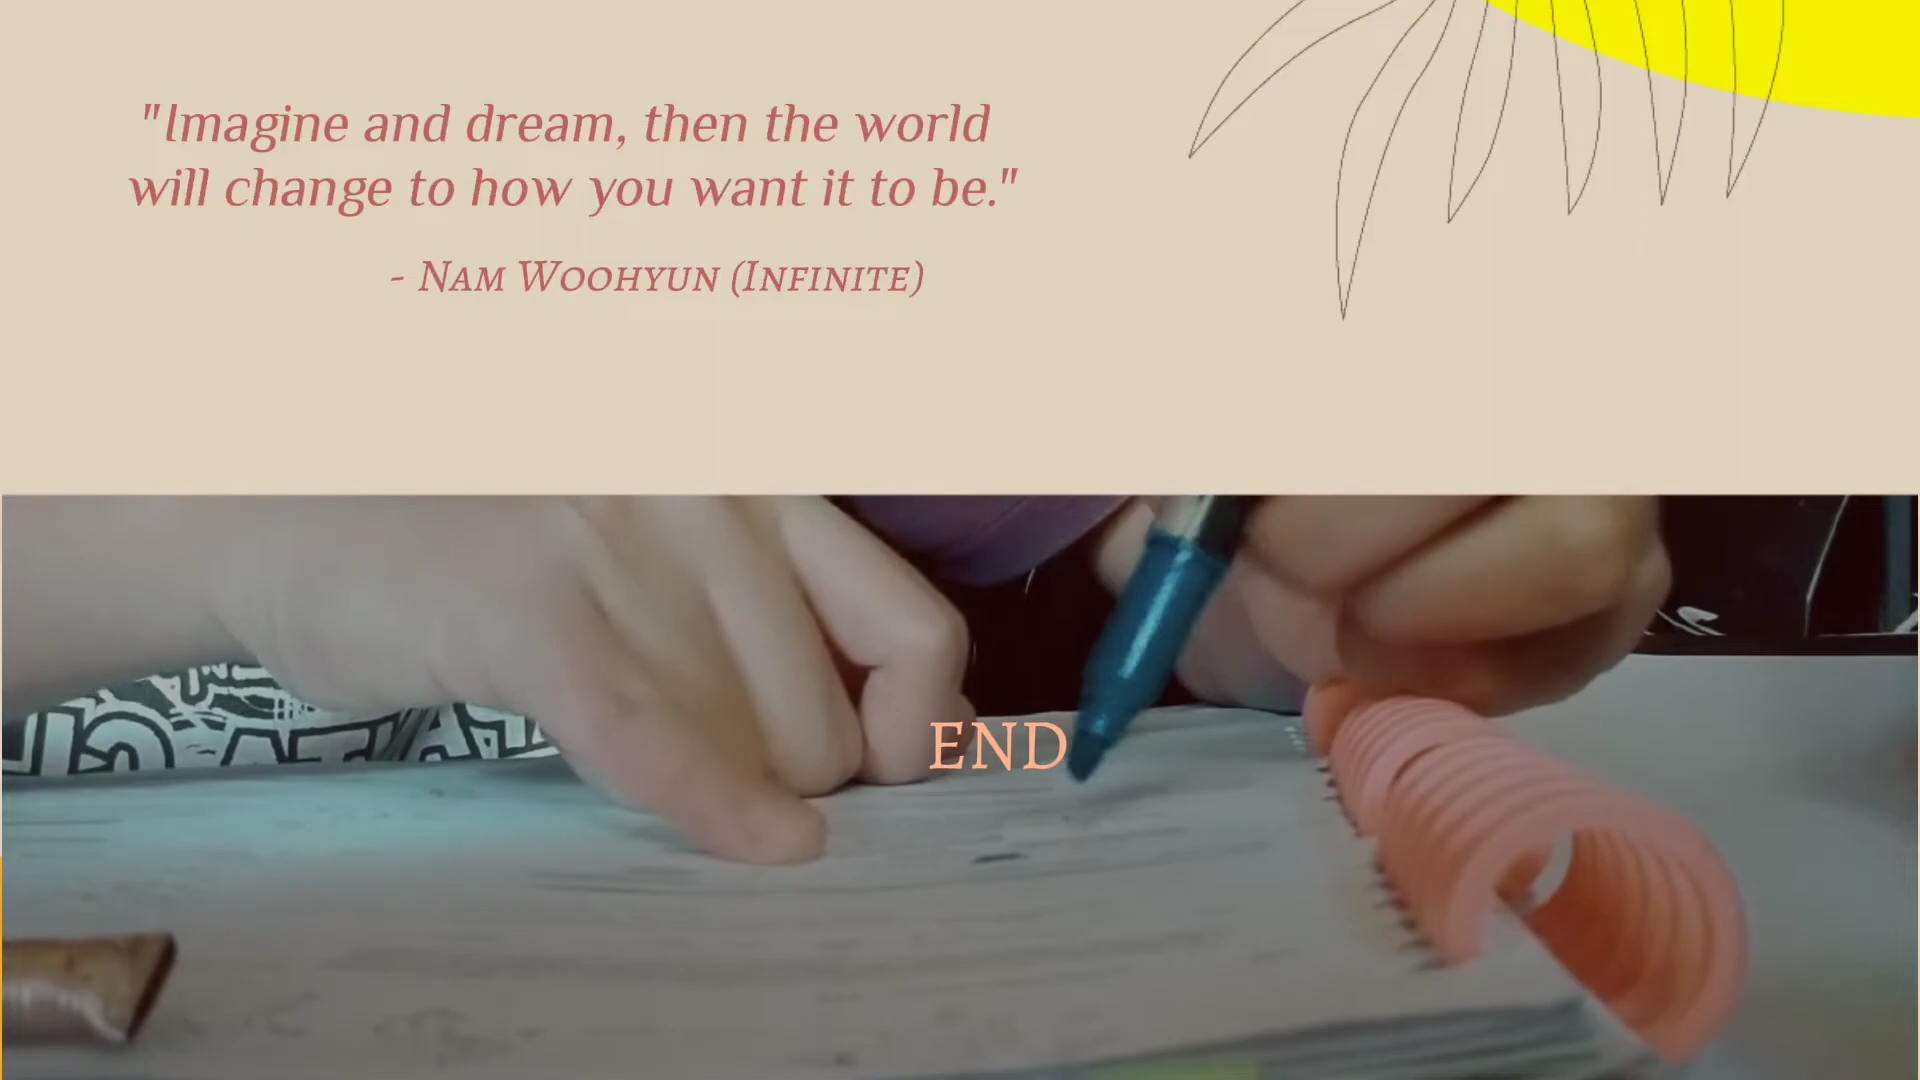 "Imagine and dream, then the world
will change to how you want it to be."
- Nam Woohyun (Infinite)
END